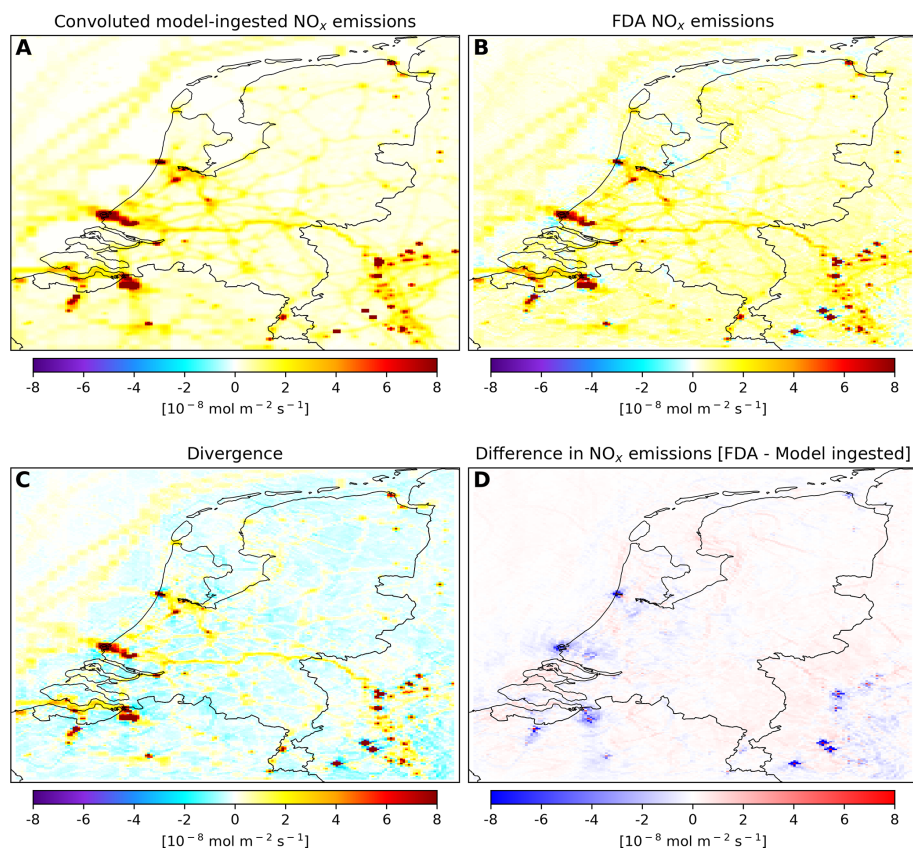 Convoluted model-ingested NOₓ emissions
FDA NOₓ emissions
A
B
-8 -6 -4 -2 0 2 4 6 8
-8 -6 -4 -2 0 2 4 6 8
[10⁻⁸ mol m⁻² s⁻¹]
[10⁻⁸ mol m⁻² s⁻¹]
Divergence
Difference in NOₓ emissions [FDA - Model ingested]
C
D
-8 -6 -4 -2 0 2 4 6 8
-8 -6 -4 -2 0 2 4 6 8
[10⁻⁸ mol m⁻² s⁻¹]
[10⁻⁸ mol m⁻² s⁻¹]